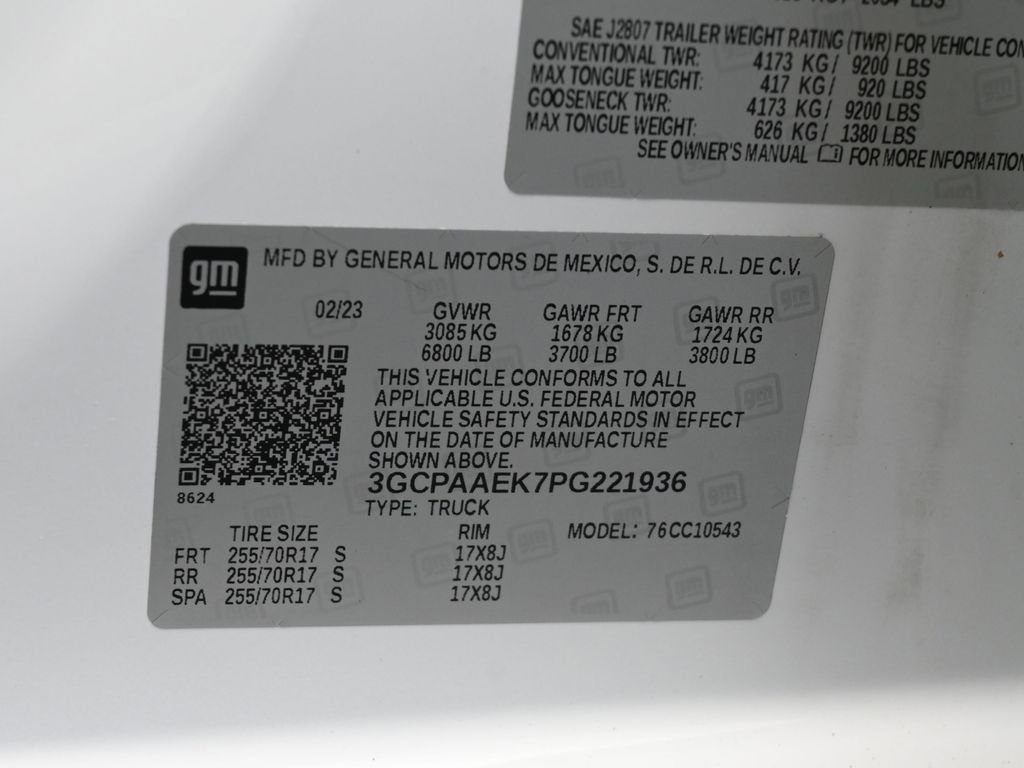 LBS
SAE J2807 TRAILER WEIGHT RATING (TWR) FOR VEHICLE CON
CONVENTIONAL TWR: 4173 KG/ 9200 LBS
MAX TONGUE WEIGHT: 417 KG/ 920 LBS
GOOSENECK TWR: 4173 KG/ 9200 LBS
MAX TONGUE WEIGHT: 626 KG/ 1380 LBS
SEE OWNER'S MANUAL FOR MORE INFORMATION
gm MFD BY GENERAL MOTORS DE MEXICO, S. DE R.L. DE C.V.
02/23 GVWR GAWR FRT GAWR RR
3085 KG 1678 KG 1724 KG
6800 LB 3700 LB 3800 LB
THIS VEHICLE CONFORMS TO ALL
APPLICABLE U.S. FEDERAL MOTOR
VEHICLE SAFETY STANDARDS IN EFFECT
ON THE DATE OF MANUFACTURE
SHOWN ABOVE.
3GCPAAEK7PG221936
8624
TYPE: TRUCK
TIRE SIZE RIM MODEL: 76CC10543
FRT 255/70R17 S 17X8J
RR 255/70R17 S 17X8J
SPA 255/70R17 S 17X8J